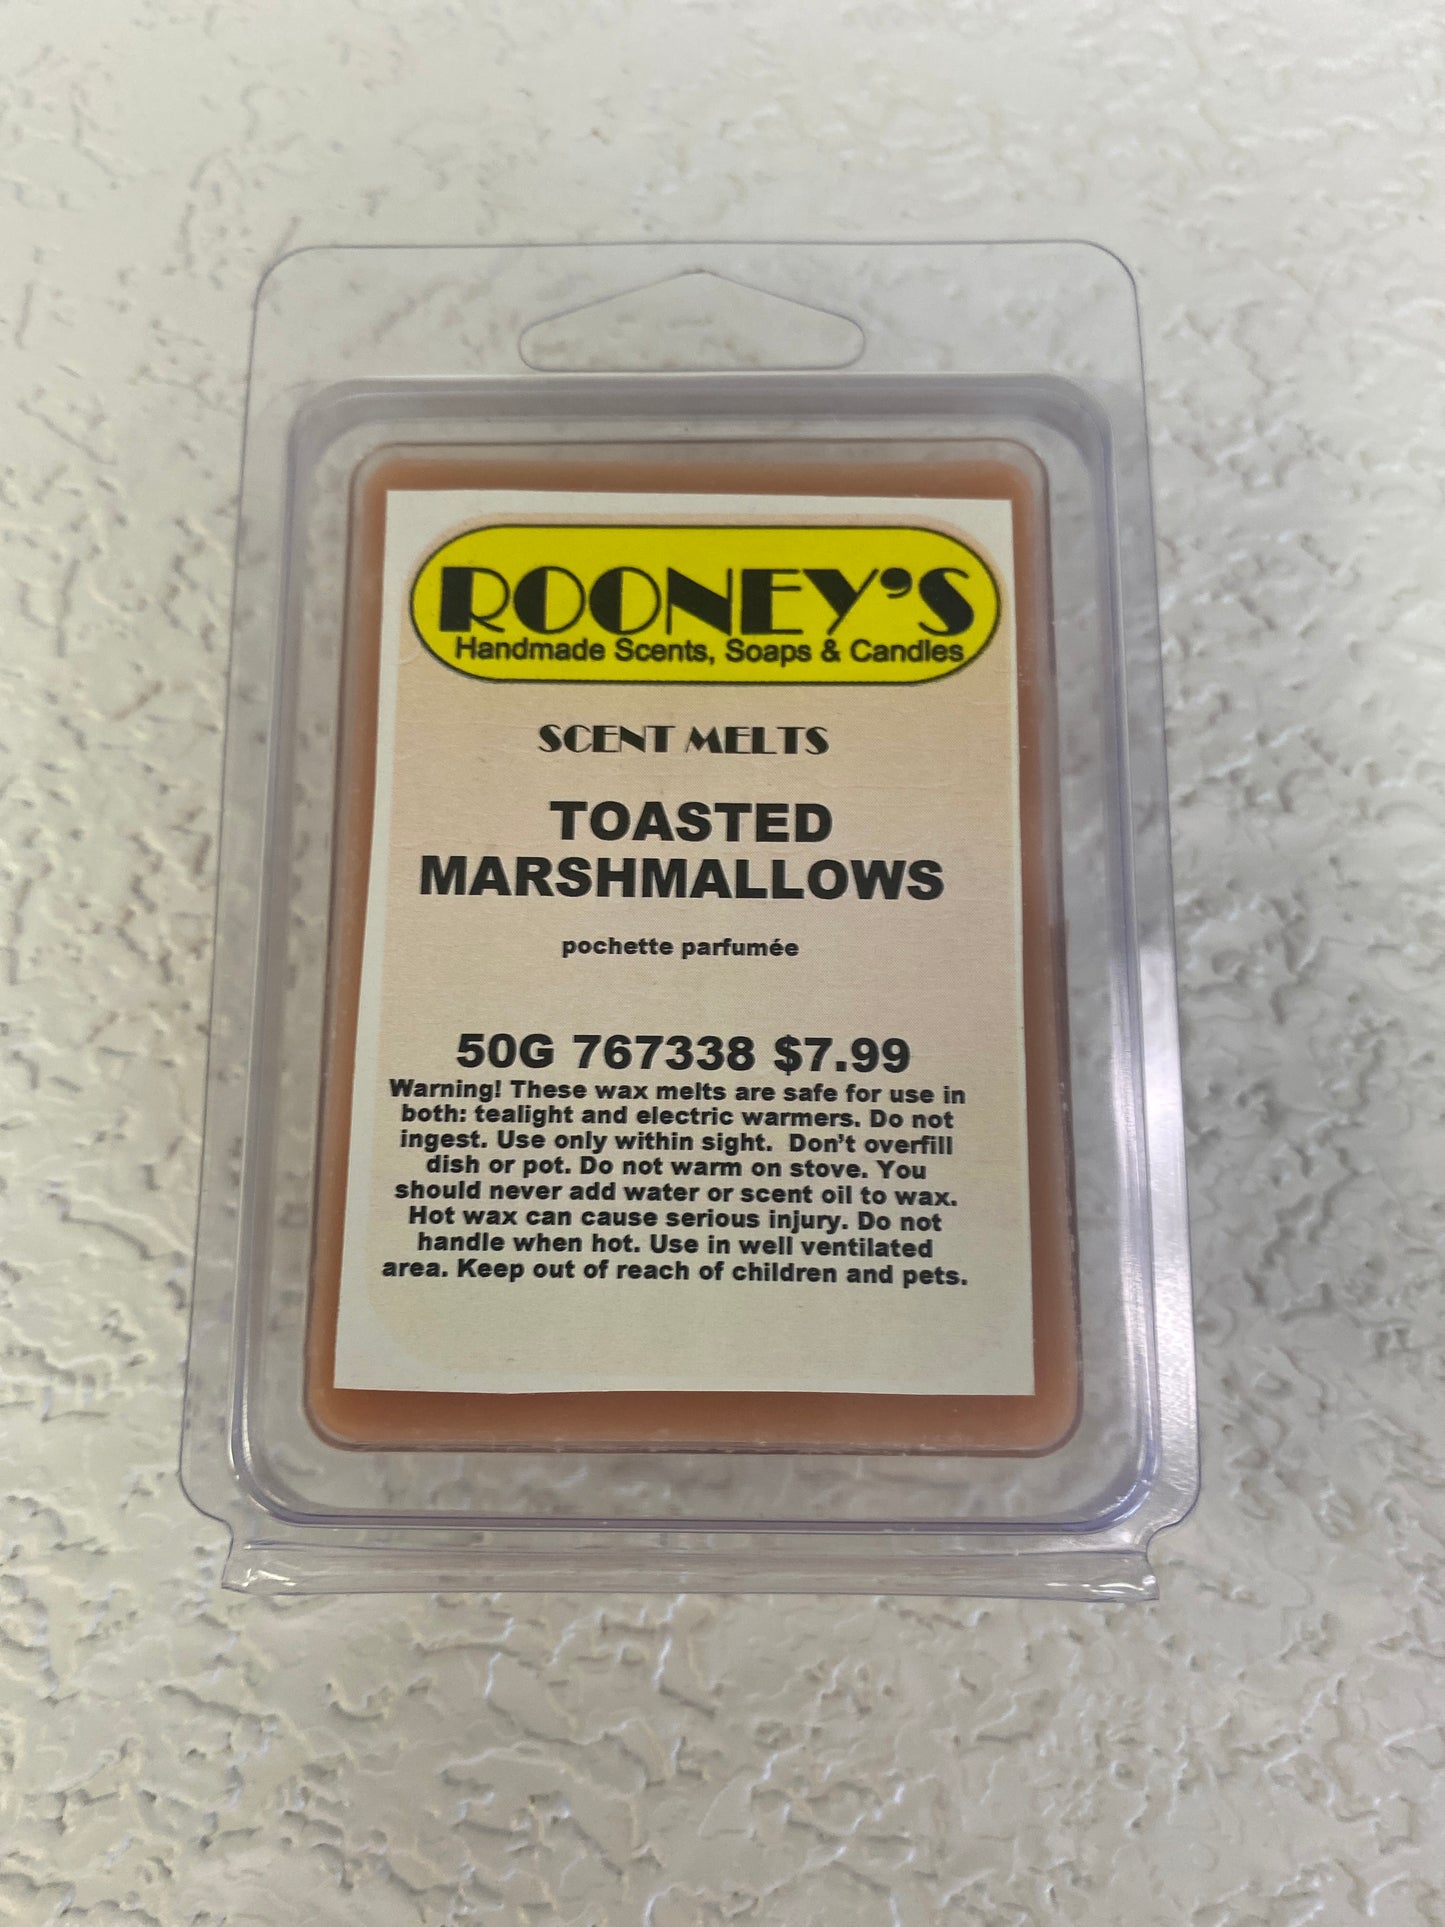 ROONEY'S
Handmade Scents, Soaps & Candles
SCENT MELTS
TOASTED
MARSHMALLOWS
pochette parfumée
50G 767338 $7.99
Warning! These wax melts are safe for use in
both: tealight and electric warmers. Do not
ingest. Use only within sight.  Don't overfill
dish or pot. Do not warm on stove. You
should never add water or scent oil to wax.
Hot wax can cause serious injury. Do not
handle when hot. Use in well ventilated
area. Keep out of reach of children and pets.